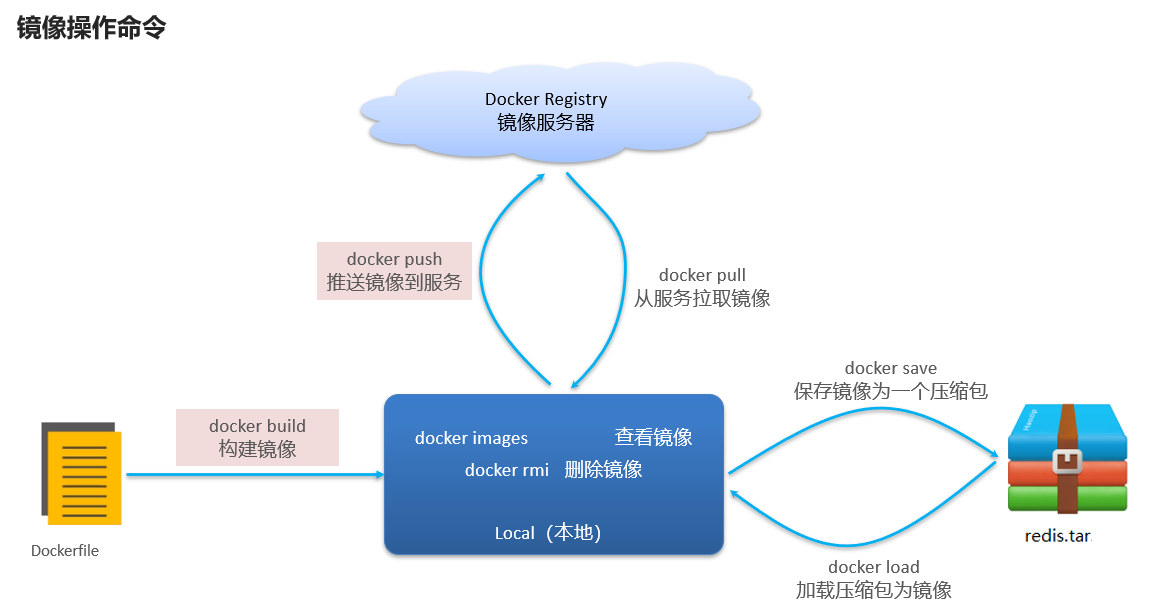 镜像操作命令
Docker Registry
镜像服务器
docker push
推送镜像到服务
docker pull
从服务拉取镜像
docker save
保存镜像为一个压缩包
docker build
构建镜像
docker images 查看镜像
docker rmi 删除镜像
Local（本地）
Dockerfile
redis.tar
docker load
加载压缩包为镜像